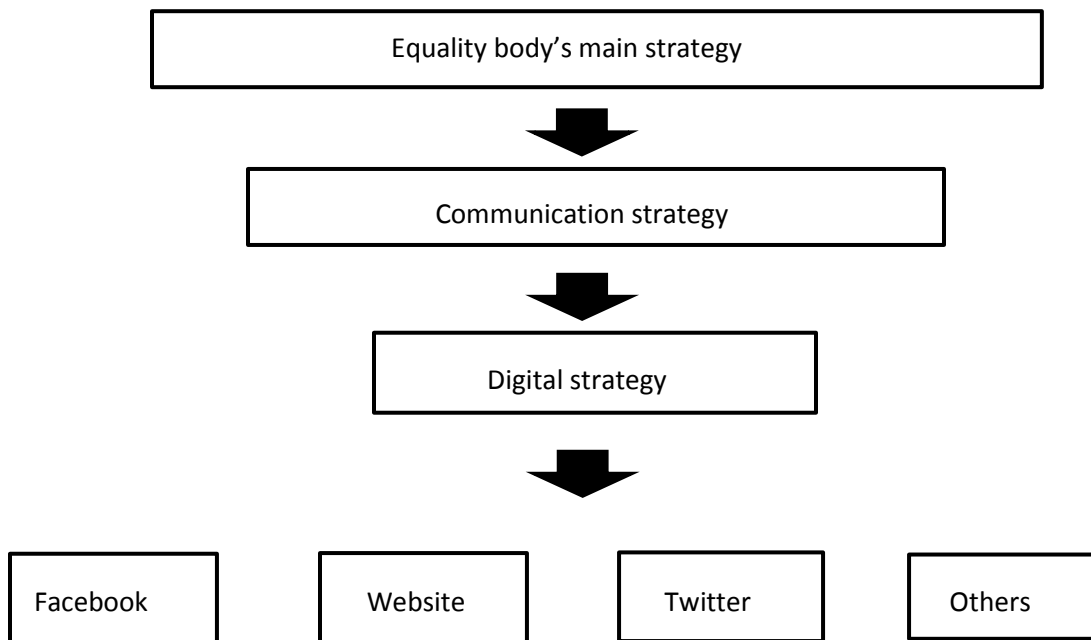 Equality body’s main strategy
Communication strategy
Digital strategy
Facebook
Website
Twitter
Others